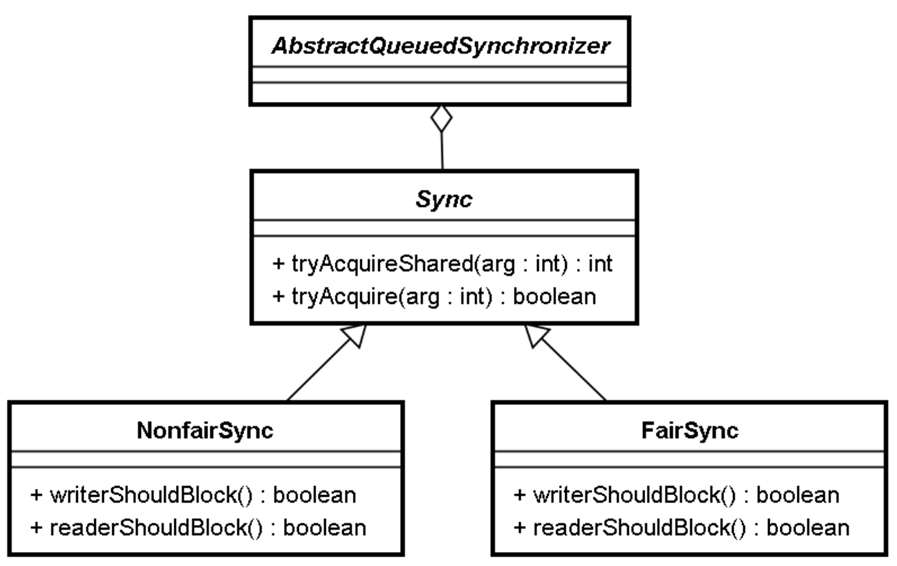 AbstractQueuedSynchronizer
Sync
+ tryAcquireShared(arg : int) : int
+ tryAcquire(arg : int) : boolean
NonfairSync
+ writerShouldBlock() : boolean
+ readerShouldBlock() : boolean
FairSync
+ writerShouldBlock() : boolean
+ readerShouldBlock() : boolean